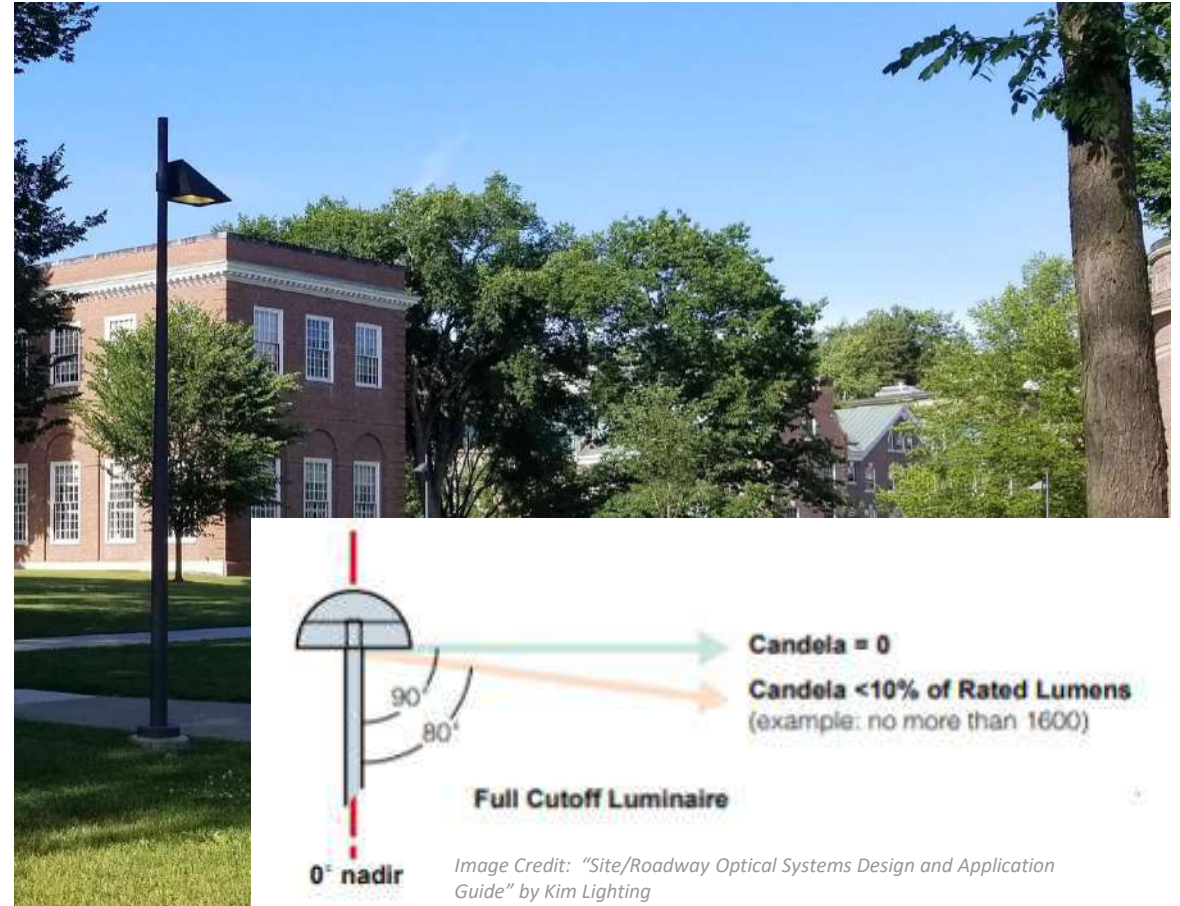 Candela = 0
Candela <10% of Rated Lumens
(example: no more than 1600)
90°
80°
Full Cutoff Luminaire
0° nadir
Image Credit: “Site/Roadway Optical Systems Design and Application
Guide” by Kim Lighting